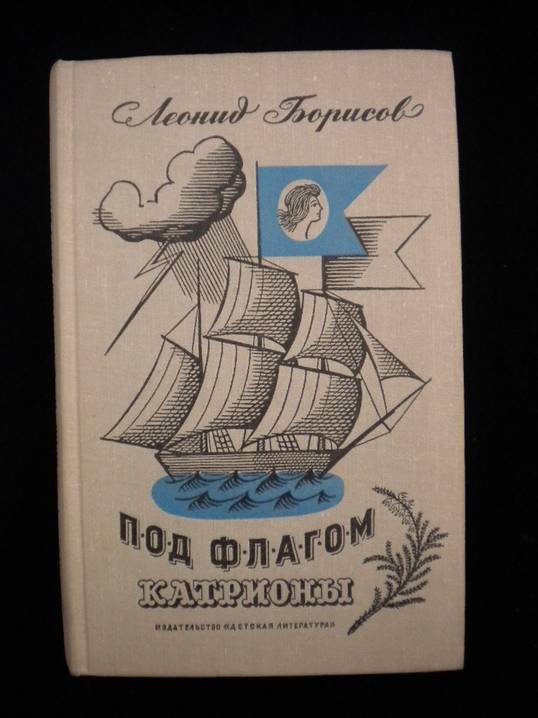 Леонид Борисов
ПОД ФЛАГОМ
КАТРИОНЫ
ИЗДАТЕЛЬСТВО «ДЕТСКАЯ ЛИТЕРАТУРА»